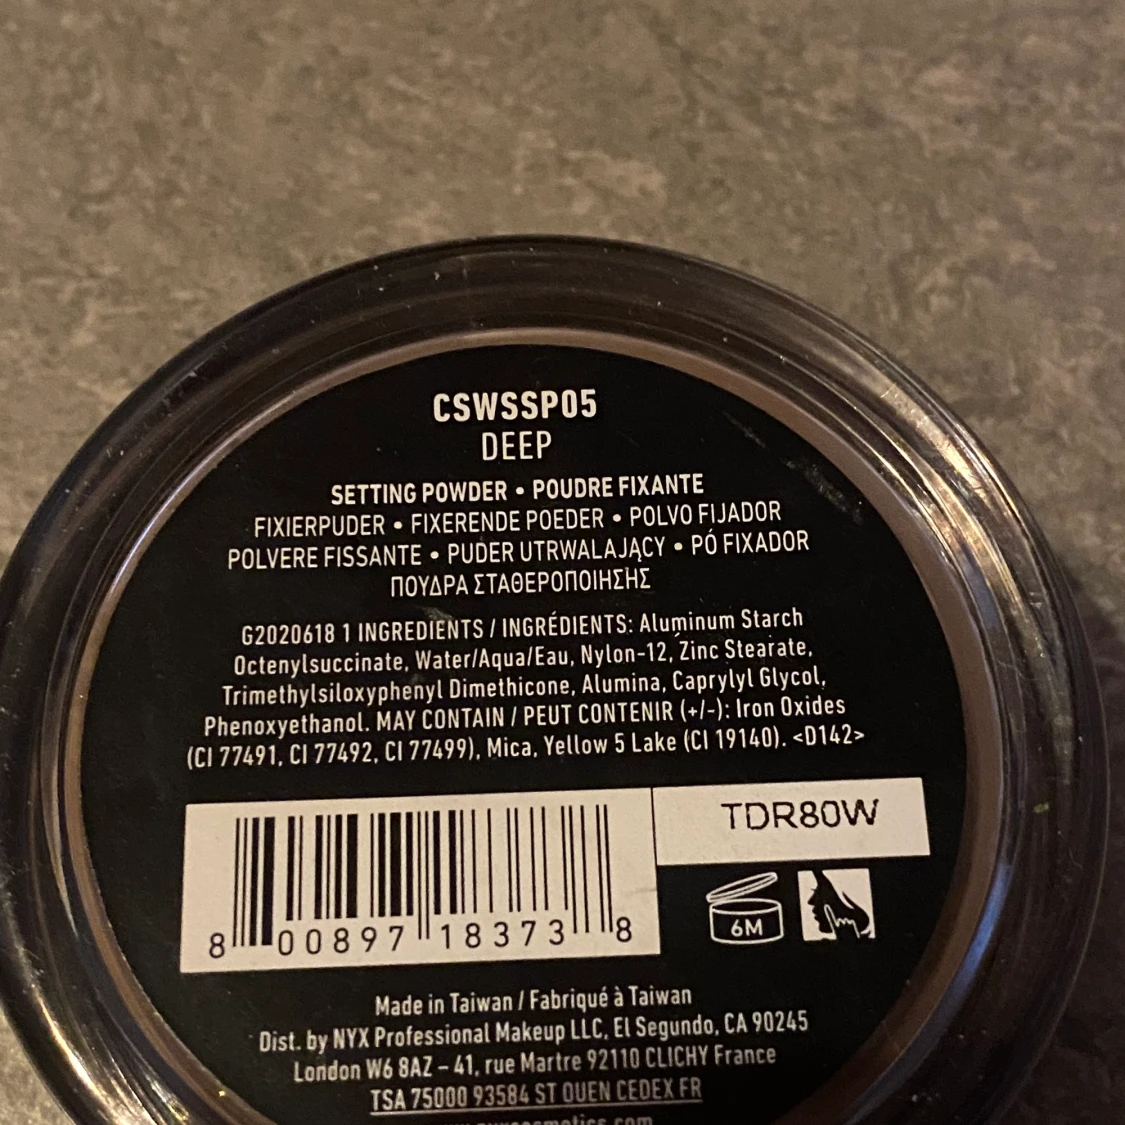 CSWSSP05
DEEP
SETTING POWDER • POUDRE FIXANTE
FIXIERPUDER • FIXERENDE POEDER • POLVO FIJADOR
POLVERE FISSANTE • PUDER UTRWALAJĄCY • PÓ FIXADOR
ΠΟΥΔΡΑ ΣΤΑΘΕΡΟΠΟΙΗΣΗΣ
G2020618 1 INGREDIENTS / INGRÉDIENTS: Aluminum Starch
Octenylsuccinate, Water/Aqua/Eau, Nylon-12, Zinc Stearate,
Trimethylsiloxyphenyl Dimethicone, Alumina, Caprylyl Glycol,
Phenoxyethanol. MAY CONTAIN / PEUT CONTENIR (+/-): Iron Oxides
(CI 77491, CI 77492, CI 77499), Mica, Yellow 5 Lake (CI 19140). <D142>
TDR80W
6M
8 00897 18373 8
Made in Taiwan / Fabriqué à Taiwan
Dist. by NYX Professional Makeup LLC, El Segundo, CA 90245
London W6 8AZ – 41, rue Martre 92110 CLICHY France
TSA 75000 93584 ST OUEN CEDEX FR